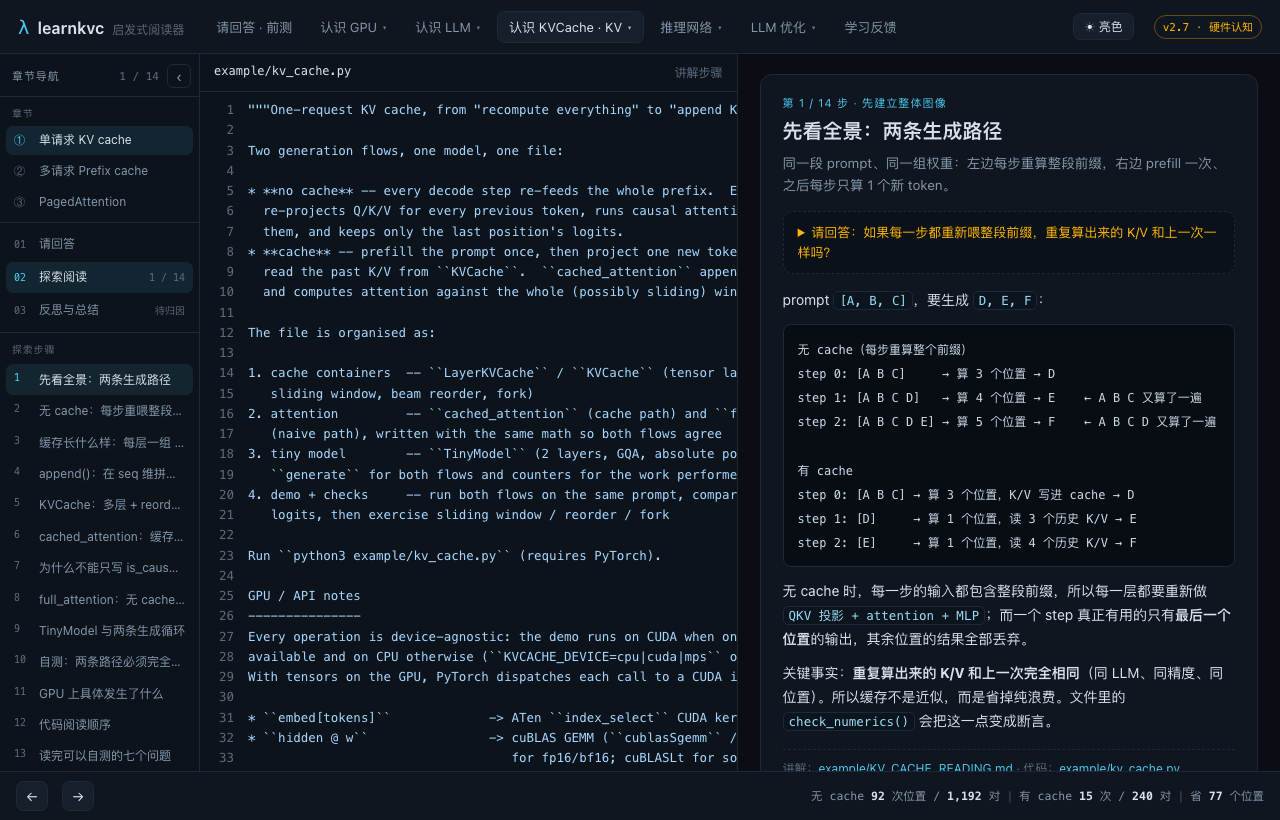 λ learnkvc 启发式阅读器 请回答 · 前测 认识 GPU 认识 LLM 认识 KVCache · KV 推理网络 LLM 优化 学习反馈 ☀ 亮色 v2.7 · 硬件认知
章节导航 1 / 14 ‹
章节
① 单请求 KV cache
② 多请求 Prefix cache
③ PagedAttention
01 请回答
02 探索阅读 1 / 14
03 反思与总结 待归因
探索步骤
1 先看全景：两条生成路径
2 无 cache：每步重喂整段...
3 缓存长什么样：每层一组 ...
4 append()：在 seq 维拼...
5 KVCache：多层 + reord...
6 cached_attention：缓存...
7 为什么不能只写 is_caus...
8 full_attention：无 cache...
9 TinyModel 与两条生成循环
10 自测：两条路径必须完全...
11 GPU 上具体发生了什么
12 代码阅读顺序
13 读完可以自测的七个问题
example/kv_cache.py 讲解步骤
1 """One-request KV cache, from "recompute everything" to "append K
2
3 Two generation flows, one model, one file:
4
5 * **no cache** -- every decode step re-feeds the whole prefix. E
6 re-projects Q/K/V for every previous token, runs causal attenti
7 them, and keeps only the last position's logits.
8 * **cache** -- prefill the prompt once, then project one new toke
9 read the past K/V from ``KVCache``. ``cached_attention`` appen
10 and computes attention against the whole (possibly sliding) win
11
12 The file is organised as:
13
14 1. cache containers -- ``LayerKVCache`` / ``KVCache`` (tensor la
15 sliding window, beam reorder, fork)
16 2. attention -- ``cached_attention`` (cache path) and ``f
17 (naive path), written with the same math so both flows agree
18 3. tiny model -- ``TinyModel`` (2 layers, GQA, absolute po
19 ``generate`` for both flows and counters for the work performe
20 4. demo + checks -- run both flows on the same prompt, compar
21 logits, then exercise sliding window / reorder / fork
22
23 Run ``python3 example/kv_cache.py`` (requires PyTorch).
24
25 GPU / API notes
26 ---------------
27 Every operation is device-agnostic: the demo runs on CUDA when on
28 available and on CPU otherwise (``KVCACHE_DEVICE=cpu|cuda|mps`` o
29 With tensors on the GPU, PyTorch dispatches each call to a CUDA i
30
31 * ``embed[tokens]`` -> ATen ``index_select`` CUDA ker
32 * ``hidden @ w`` -> cuBLAS GEMM (``cublasSgemm`` /
33 for fp16/bf16; cuBLASLt for so
第 1 / 14 步 · 先建立整体图像
先看全景：两条生成路径
同一段 prompt、同一组权重：左边每步重算整段前缀，右边 prefill 一次、
之后每步只算 1 个新 token。
▶ 请回答：如果每一步都重新喂整段前缀，重复算出来的 K/V 和上一次一
样吗？
prompt [A, B, C]，要生成 D, E, F：
无 cache（每步重算整个前缀）
step 0: [A B C] → 算 3 个位置 → D
step 1: [A B C D] → 算 4 个位置 → E ← A B C 又算了一遍
step 2: [A B C D E] → 算 5 个位置 → F ← A B C D 又算了一遍
有 cache
step 0: [A B C] → 算 3 个位置，K/V 写进 cache → D
step 1: [D] → 算 1 个位置，读 3 个历史 K/V → E
step 2: [E] → 算 1 个位置，读 4 个历史 K/V → F
无 cache 时，每一步的输入都包含整段前缀，所以每一层都要重新做
QKV 投影 + attention + MLP；而一个 step 真正有用的只有最后一个
位置的输出，其余位置的结果全部丢弃。
关键事实：重复算出来的 K/V 和上一次完全相同（同 LLM、同精度、同
位置）。所以缓存不是近似，而是省掉纯浪费。文件里的
check_numerics() 会把这一点变成断言。
讲解：example/KV_CACHE_READING.md · 代码：example/kv_cache.py
← → 无 cache 92 次位置 / 1,192 对 | 有 cache 15 次 / 240 对 | 省 77 个位置